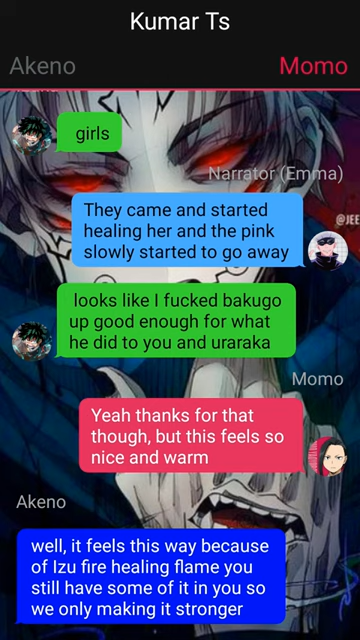 Kumar Ts
Akeno
Momo
girls
Narrator (Emma)
@JEE
They came and started
healing her and the pink
slowly started to go away
looks like I fucked bakugo
up good enough for what
he did to you and uraraka
Momo
Yeah thanks for that
though, but this feels so
nice and warm
Akeno
well, it feels this way because
of Izu fire healing flame you
still have some of it in you so
we only making it stronger